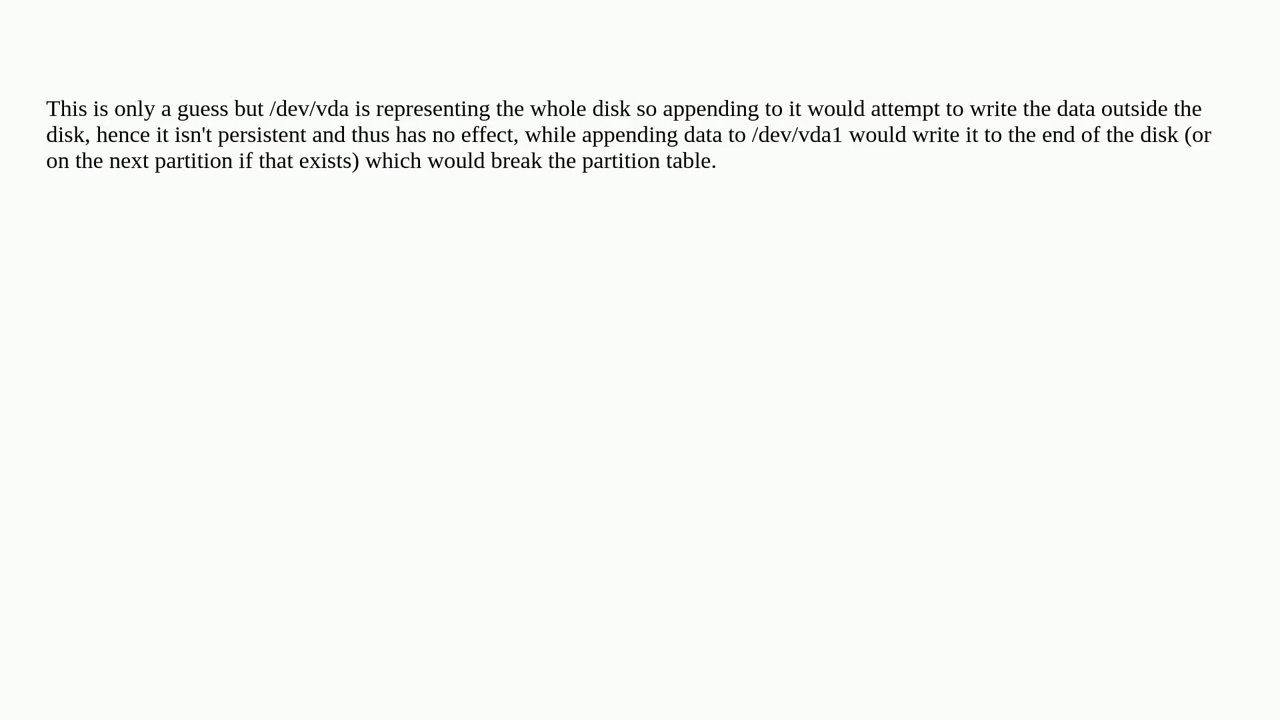 This is only a guess but /dev/vda is representing the whole disk so appending to it would attempt to write the data outside the
disk, hence it isn't persistent and thus has no effect, while appending data to /dev/vda1 would write it to the end of the disk (or
on the next partition if that exists) which would break the partition table.